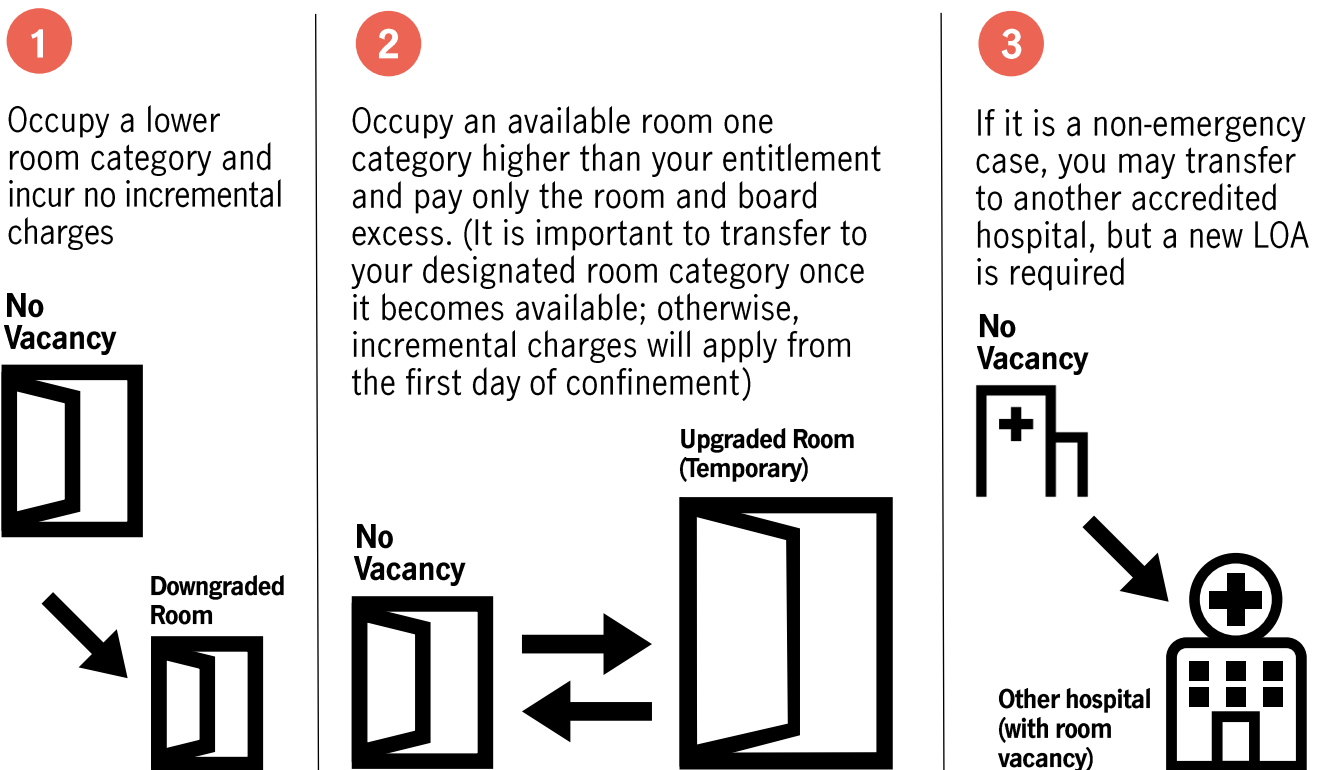 1
Occupy a lower
room category and
incur no incremental
charges
No
Vacancy
Downgraded
Room
2
Occupy an available room one
category higher than your entitlement
and pay only the room and board
excess. (It is important to transfer to
your designated room category once
it becomes available; otherwise,
incremental charges will apply from
the first day of confinement)
Upgraded Room
(Temporary)
No
Vacancy
3
If it is a non-emergency
case, you may transfer
to another accredited
hospital, but a new LOA
is required
No
Vacancy
Other hospital
(with room
vacancy)